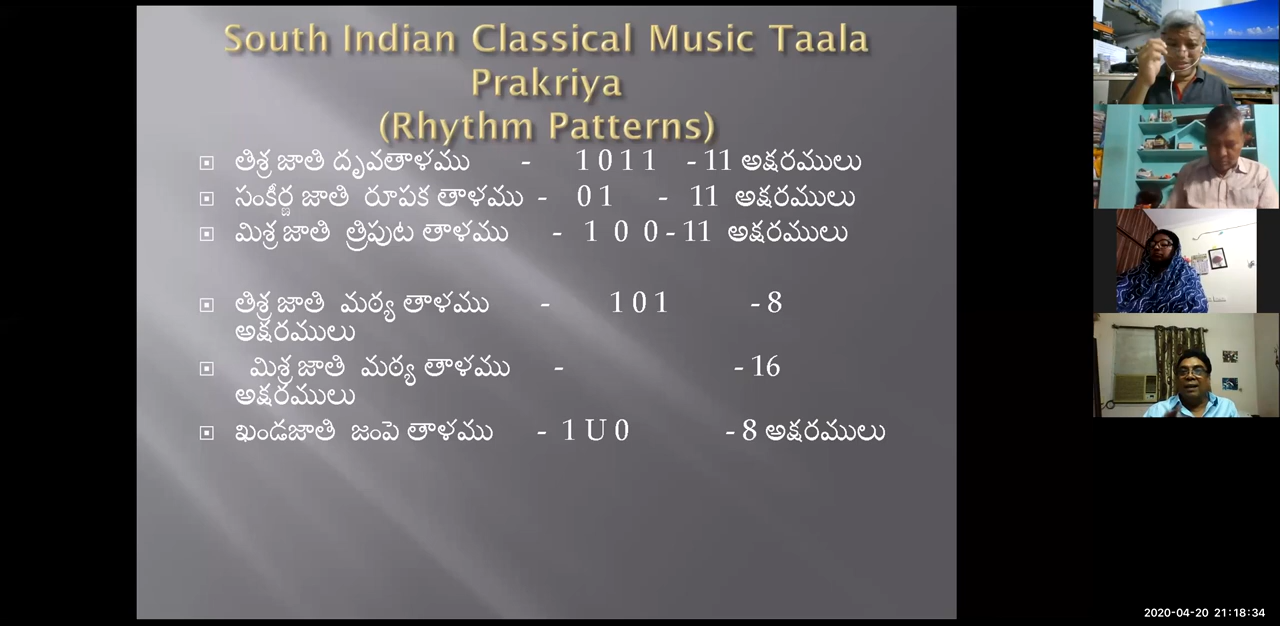 South Indian Classical Music Taala
Prakriya
(Rhythm Patterns)
తిశ్ర జాతి దృవతాళము - 1 0 1 1 - 11 అక్షరములు
సంకీర్ణ జాతి రూపక తాళము - 0 1 - 11 అక్షరములు
మిశ్ర జాతి త్రిపుట తాళము - 1 0 0 - 11 అక్షరములు
తిశ్ర జాతి మఠ్య తాళము - 1 0 1 - 8
అక్షరములు
మిశ్ర జాతి మఠ్య తాళము - - 16
అక్షరములు
ఖండజాతి జంపె తాళము - 1 U 0 - 8 అక్షరములు
2020-04-20 21:18:34